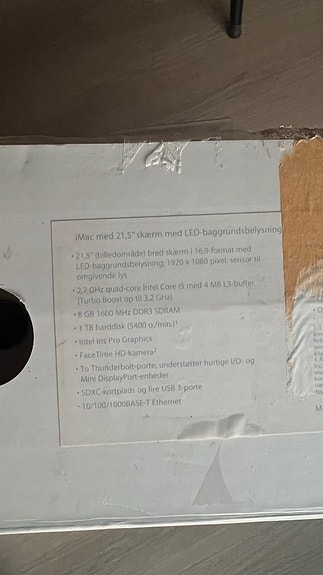 iMac med 21,5" skærm med LED-baggrundsbelysning
• 21,5" (billedområde) bred skærm i 16:9-format med
LED-baggrundsbelysning; 1920 x 1080 pixel; sensor til
omgivende lys
• 2,7 GHz quad-core Intel Core i5 med 4 MB L3-buffer
(Turbo Boost op til 3,2 GHz)
• 8 GB 1600 MHz DDR3 SDRAM
• 1 TB harddisk (5400 o./min.)¹
• Intel Iris Pro Graphics
• FaceTime HD-kamera²
• To Thunderbolt-porte; understøtter hurtige I/O- og
Mini DisplayPort-enheder
• SDXC-kortplads og fire USB 3-porte
• 10/100/1000BASE-T Ethernet